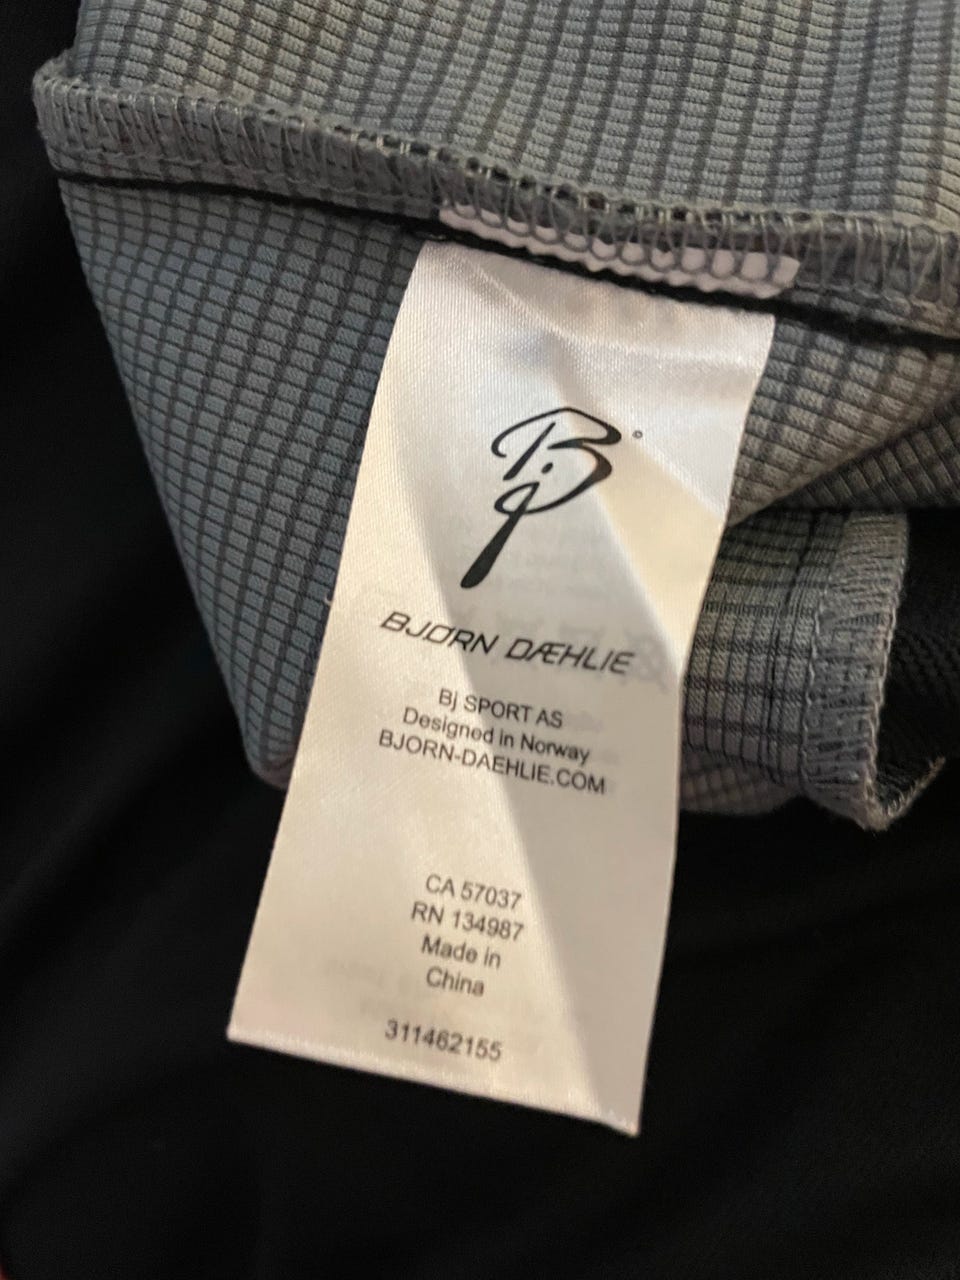 Bj
BJØRN DÆHLIE
Bj SPORT AS
Designed in Norway
BJORN-DAEHLIE.COM
CA 57037
RN 134987
Made in
China
311462155